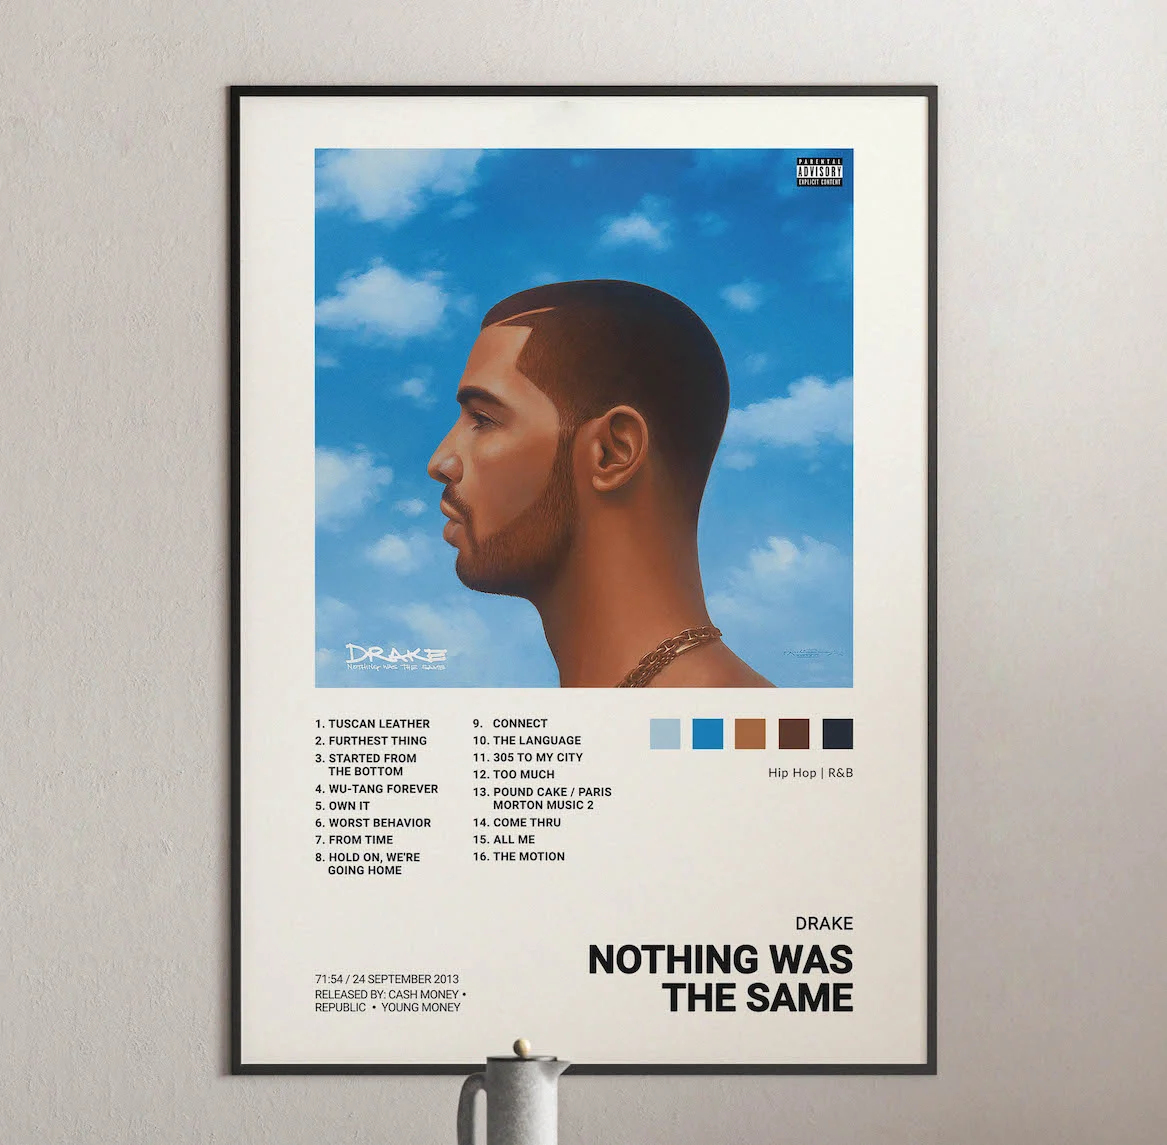 PARENTAL
ADVISORY
EXPLICIT CONTENT
DRAKE
NOTHING WAS THE SAME
1. TUSCAN LEATHER
2. FURTHEST THING
3. STARTED FROM
THE BOTTOM
4. WU-TANG FOREVER
5. OWN IT
6. WORST BEHAVIOR
7. FROM TIME
8. HOLD ON, WE'RE
GOING HOME
9. CONNECT
10. THE LANGUAGE
11. 305 TO MY CITY
12. TOO MUCH
13. POUND CAKE / PARIS
MORTON MUSIC 2
14. COME THRU
15. ALL ME
16. THE MOTION
Hip Hop | R&B
DRAKE
NOTHING WAS
THE SAME
71:54 / 24 SEPTEMBER 2013
RELEASED BY: CASH MONEY •
REPUBLIC • YOUNG MONEY